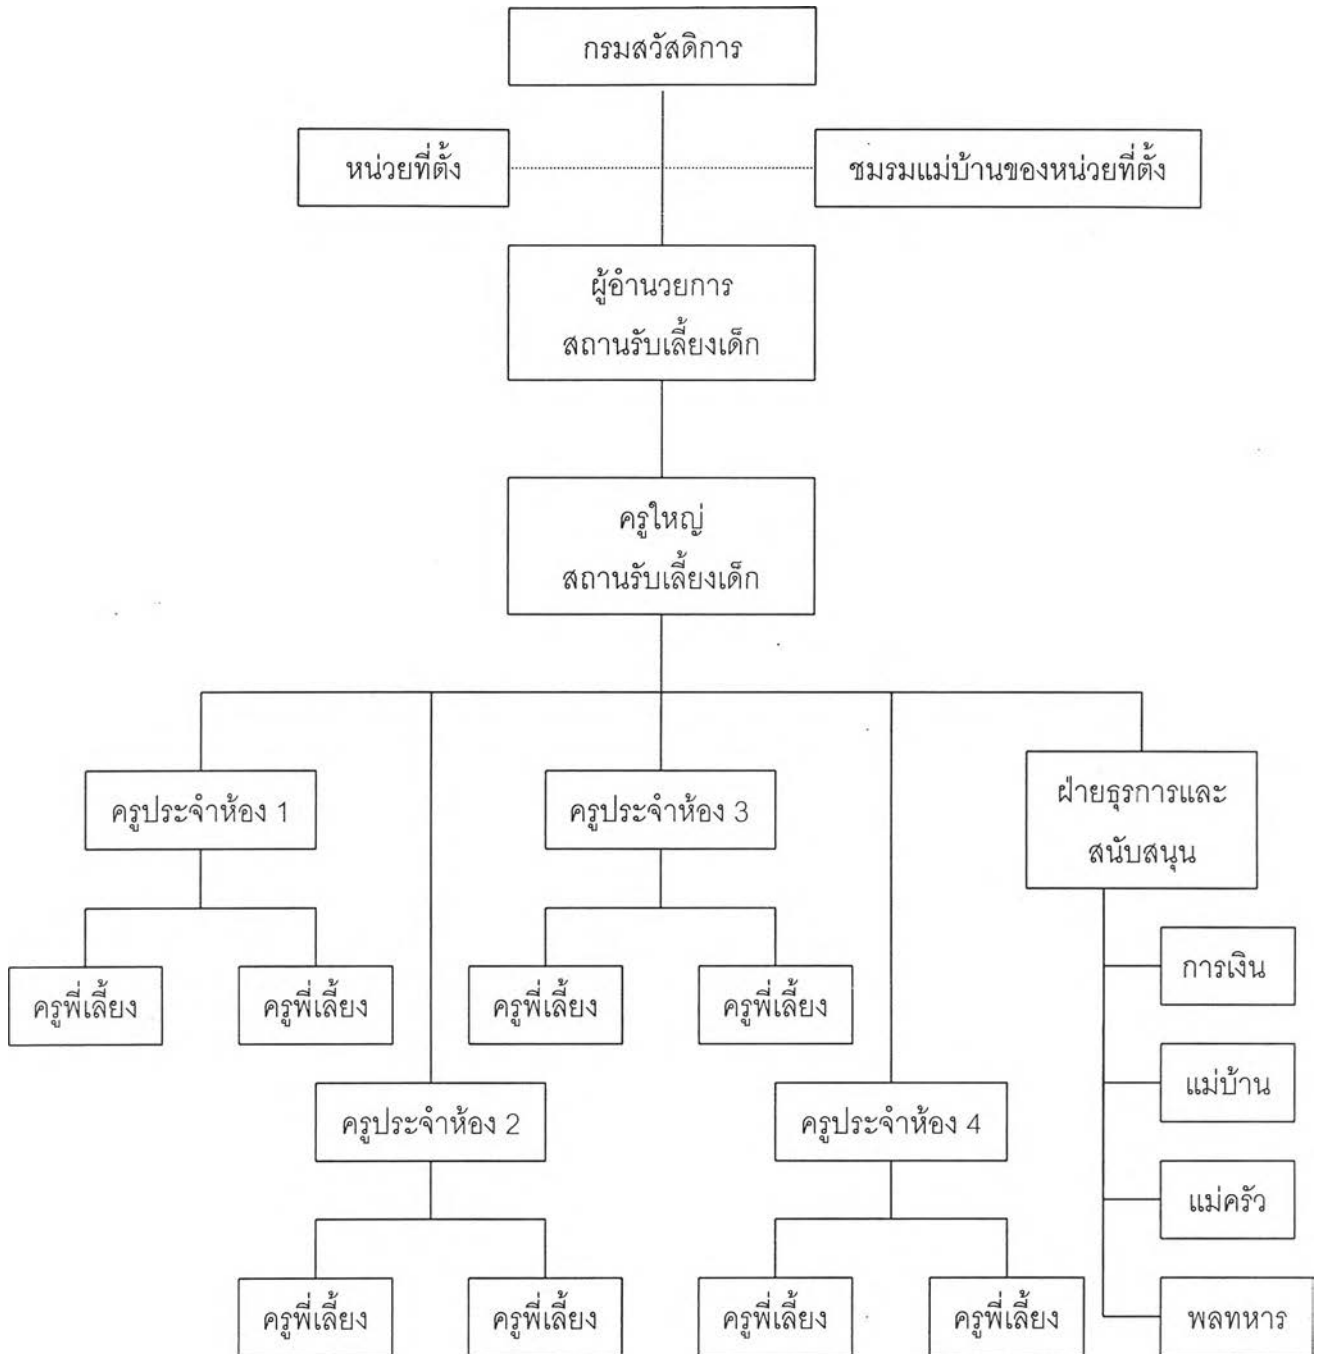 กรมสวัสดิการ
หน่วยที่ตั้ง
ชมรมแม่บ้านของหน่วยที่ตั้ง
ผู้อำนวยการ
สถานรับเลี้ยงเด็ก
ครูใหญ่
สถานรับเลี้ยงเด็ก
ครูประจำห้อง 1
ครูประจำห้อง 3
ฝ่ายธุรการและ
สนับสนุน
ครูพี่เลี้ยง
ครูพี่เลี้ยง
ครูพี่เลี้ยง
ครูพี่เลี้ยง
การเงิน
แม่บ้าน
ครูประจำห้อง 2
ครูประจำห้อง 4
แม่ครัว
ครูพี่เลี้ยง
ครูพี่เลี้ยง
ครูพี่เลี้ยง
ครูพี่เลี้ยง
พลทหาร